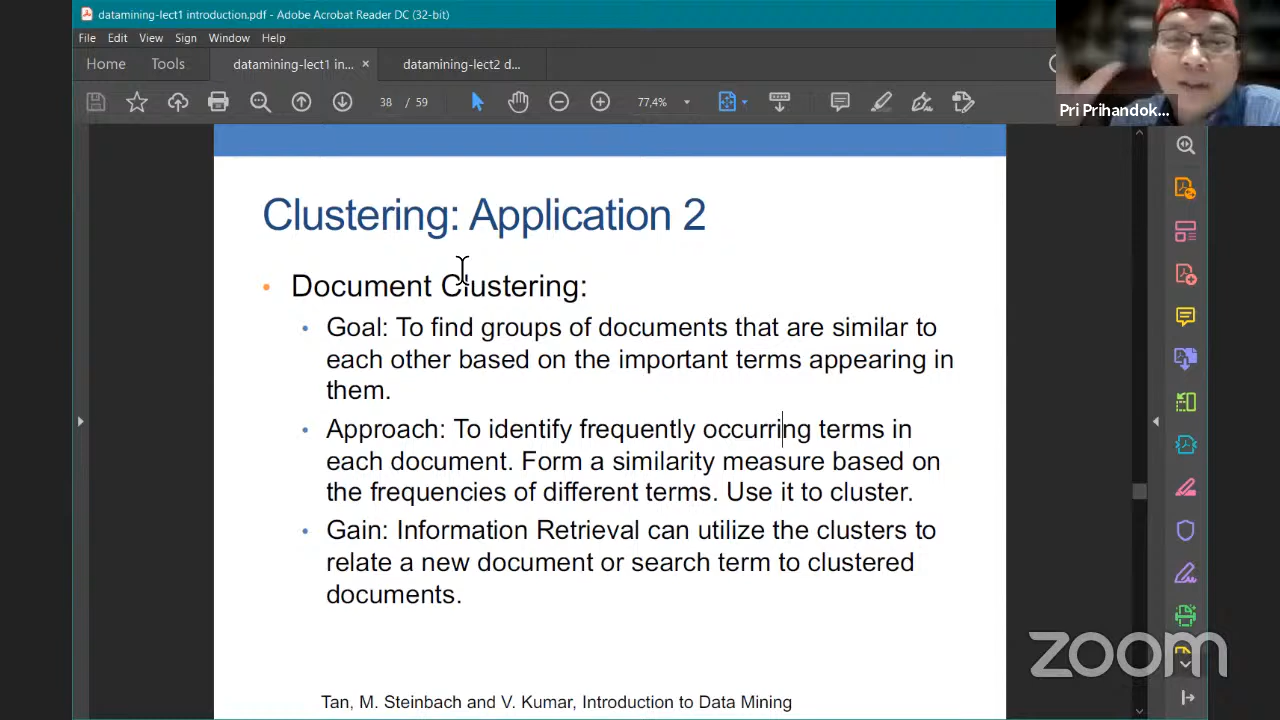 datamining-lect1 introduction.pdf - Adobe Acrobat Reader DC (32-bit)
File Edit View Sign Window Help
Home Tools datamining-lect1 in... × datamining-lect2 d...
38 / 59 77,4%
Pri Prihandok...
Clustering: Application 2
• Document Clustering:
• Goal: To find groups of documents that are similar to
each other based on the important terms appearing in
them.
• Approach: To identify frequently occurring terms in
each document. Form a similarity measure based on
the frequencies of different terms. Use it to cluster.
• Gain: Information Retrieval can utilize the clusters to
relate a new document or search term to clustered
documents.
zoom
Tan, M. Steinbach and V. Kumar, Introduction to Data Mining